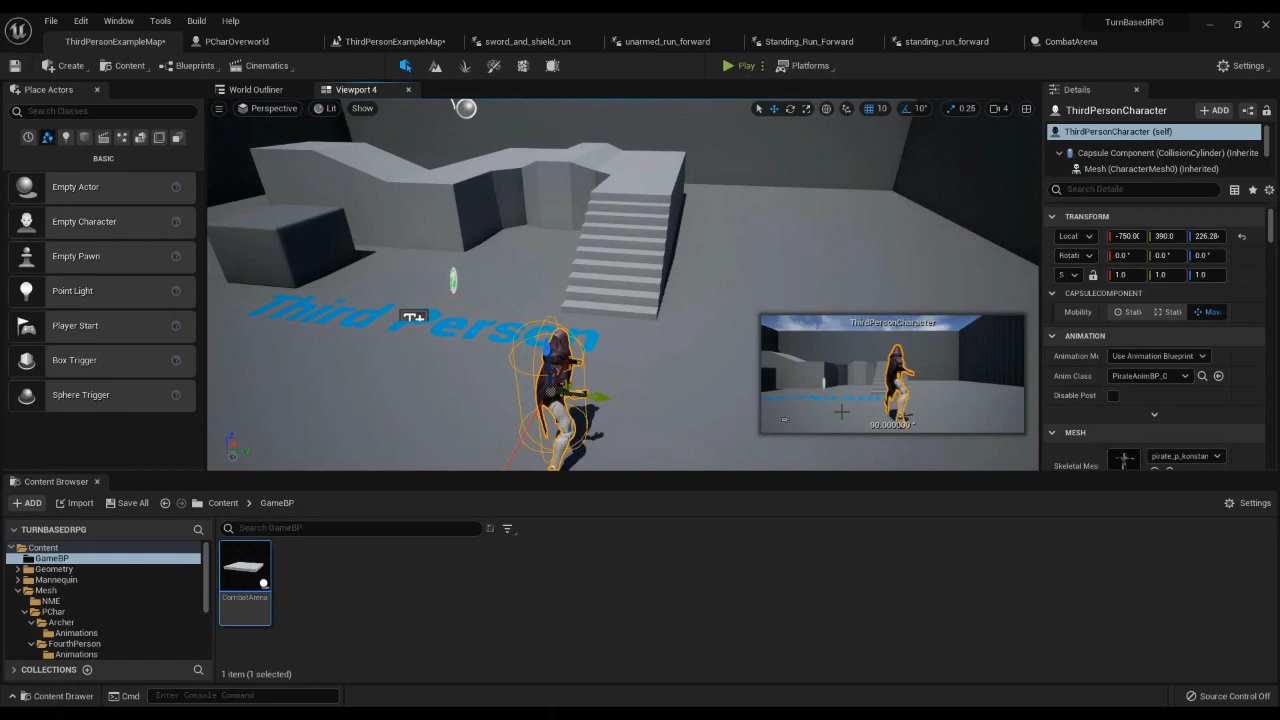 File Edit Window Tools Build Help TurnBasedRPG
ThirdPersonExampleMap* PCharOverworld ThirdPersonExampleMap* sword_and_shield_run unarmed_run_forward Standing_Run_Forward standing_run_forward CombatArena
Create Content Blueprints Cinematics Play Platforms Settings
Place Actors World Outliner Viewport 4 Details
Search Classes Perspective Lit Show 10 10° 0.25 4 ThirdPersonCharacter + ADD
ThirdPersonCharacter (self)
BASIC Capsule Component (CollisionCylinder) (Inherite
Mesh (CharacterMesh0) (Inherited)
Empty Actor Search Details
Empty Character TRANSFORM
Locat -750.0( 390.0 226.28
Empty Pawn Rotati 0.0 ° 0.0 ° 0.0 °
S 1.0 1.0 1.0
Point Light CAPSULECOMPONENT
Mobility Stati Stati Mov
Player Start Third Person ThirdPersonCharacter ANIMATION
Box Trigger Animation Mc Use Animation Blueprint
Anim Class PirateAnimBP_C
Sphere Trigger Disable Post
90.000000 °
MESH
Skeletal Mes pirate_p_konstan
Content Browser
+ ADD Import Save All Content > GameBP Settings
TURNBASEDRPG Search GameBP
Content
GameBP
Geometry
Mannequin
Mesh
NME CombatArena
PChar
Archer
Animations
FourthPerson
Animations
COLLECTIONS 1 item (1 selected)
Content Drawer Cmd Enter Console Command Source Control Off